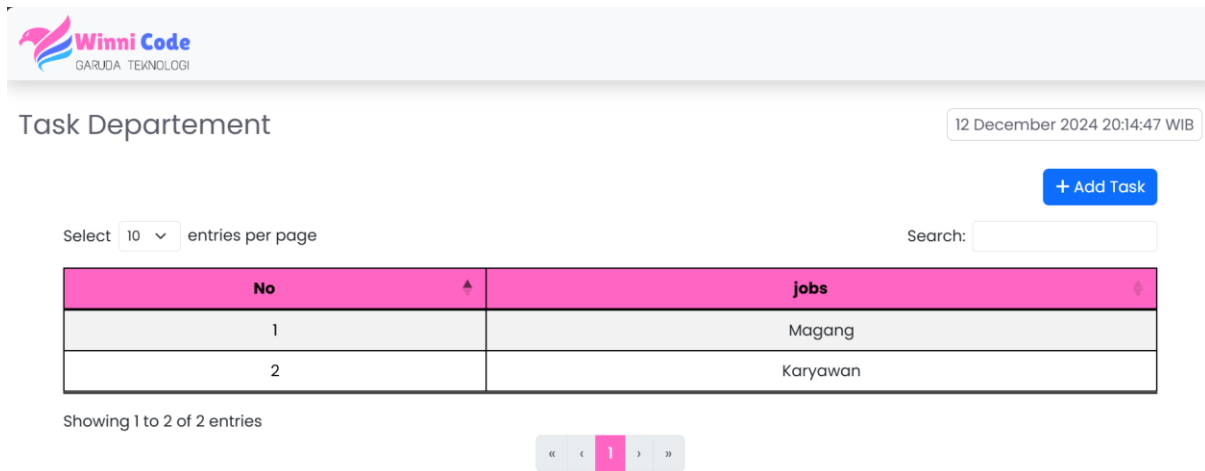 Winni Code
GARUDA TEKNOLOGI
Task Departement
12 December 2024 20:14:47 WIB
+ Add Task
Select 10 entries per page
Search:
No jobs
1 Magang
2 Karyawan
Showing 1 to 2 of 2 entries
« ‹ 1 › »